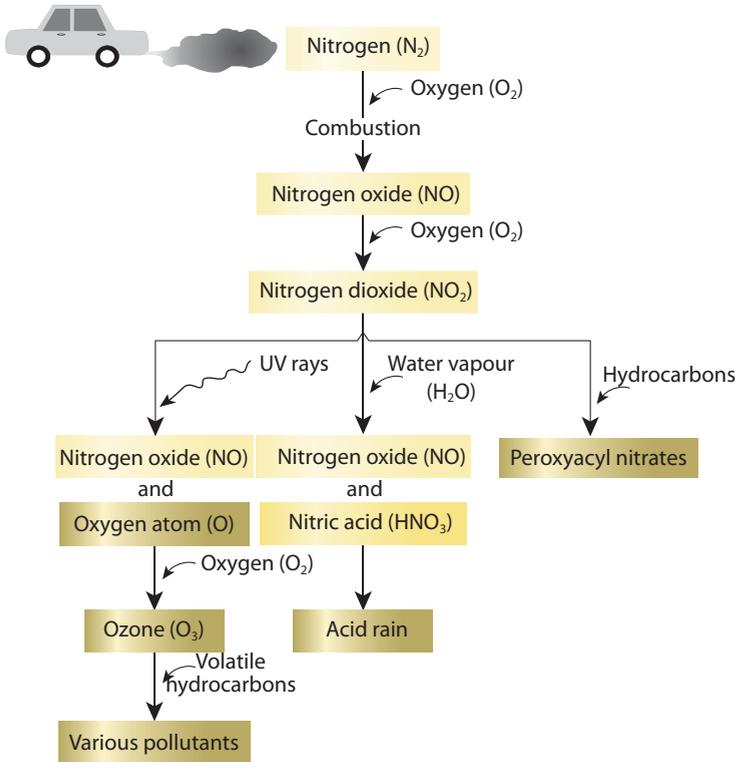 Nitrogen (N₂)
Oxygen (O₂)
Combustion
Nitrogen oxide (NO)
Oxygen (O₂)
Nitrogen dioxide (NO₂)
UV rays
Water vapour
(H₂O)
Hydrocarbons
Nitrogen oxide (NO)
and
Oxygen atom (O)
Nitrogen oxide (NO)
and
Nitric acid (HNO₃)
Peroxyacyl nitrates
Oxygen (O₂)
Ozone (O₃)
Acid rain
Volatile
hydrocarbons
Various pollutants